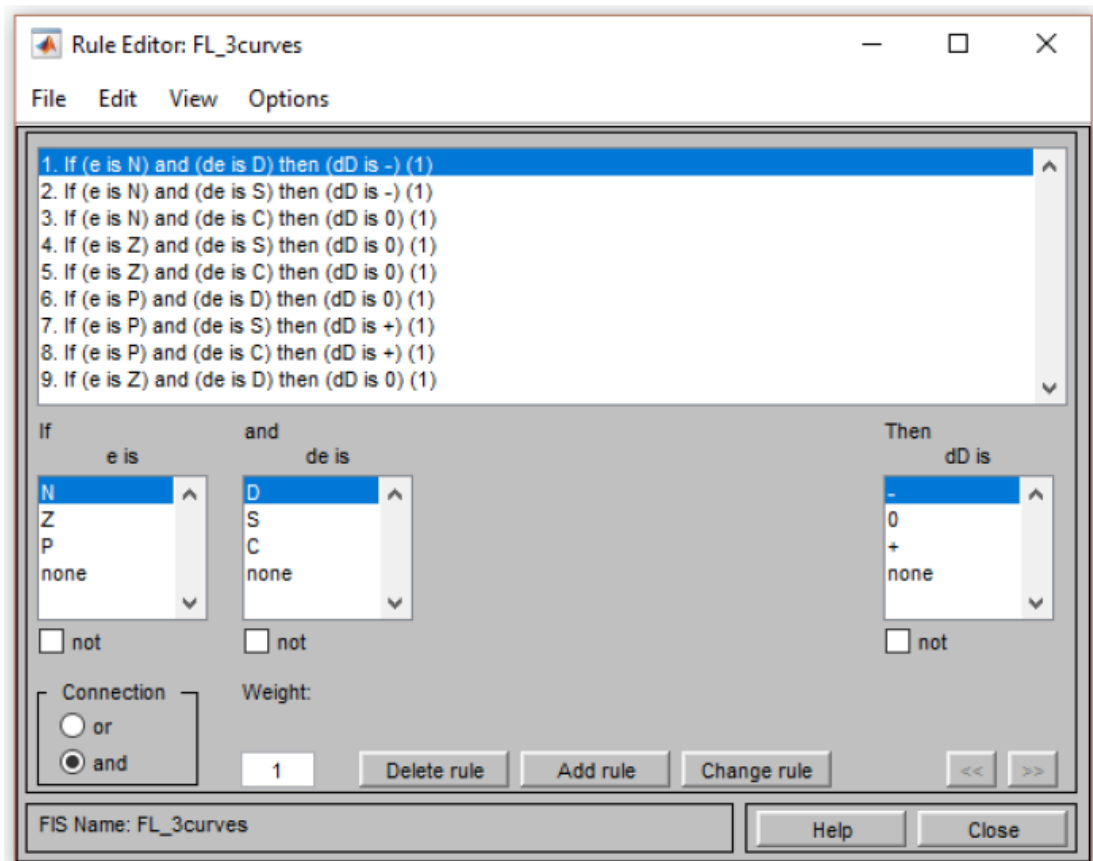 Rule Editor: FL_3curves
File Edit View Options
1. If (e is N) and (de is D) then (dD is -) (1)
2. If (e is N) and (de is S) then (dD is -) (1)
3. If (e is N) and (de is C) then (dD is 0) (1)
4. If (e is Z) and (de is S) then (dD is 0) (1)
5. If (e is Z) and (de is C) then (dD is 0) (1)
6. If (e is P) and (de is D) then (dD is 0) (1)
7. If (e is P) and (de is S) then (dD is +) (1)
8. If (e is P) and (de is C) then (dD is +) (1)
9. If (e is Z) and (de is D) then (dD is 0) (1)
If and Then
e is de is dD is
N D -
Z S 0
P C +
none none none
not not not
Connection Weight:
or
and 1 Delete rule Add rule Change rule << >>
FIS Name: FL_3curves Help Close